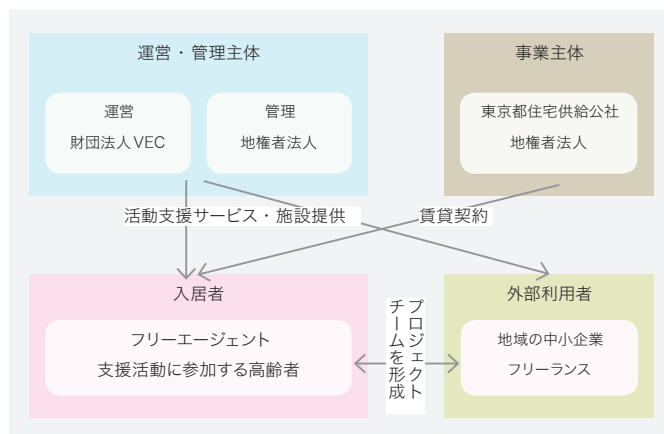 運営・管理主体
運営
財団法人VEC
管理
地権者法人
事業主体
東京都住宅供給公社
地権者法人
活動支援サービス・施設提供
賃貸契約
入居者
フリーエージェント
支援活動に参加する高齢者
プロジェクト
チームを形成
外部利用者
地域の中小企業
フリーランス